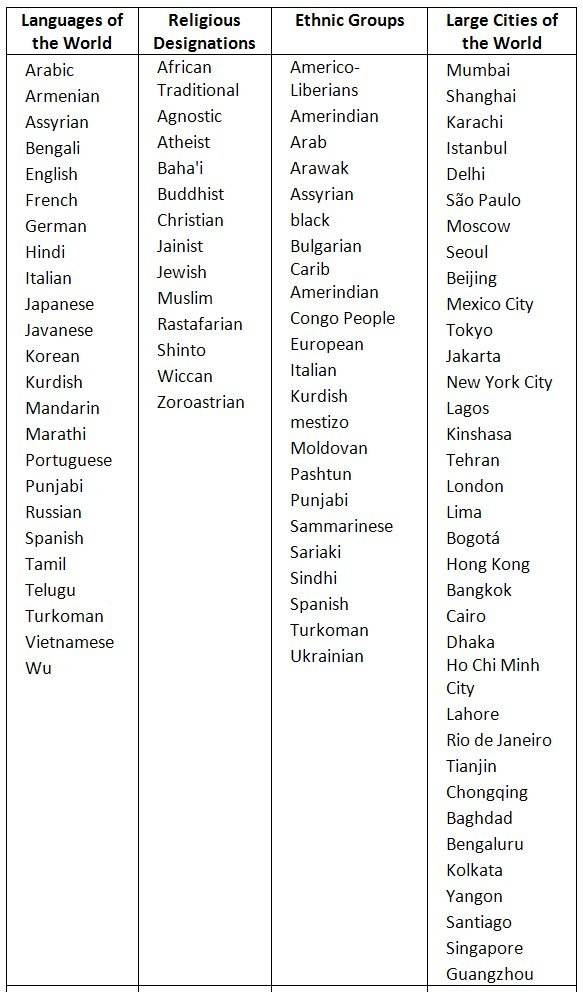 Languages of
the World
Arabic
Armenian
Assyrian
Bengali
English
French
German
Hindi
Italian
Japanese
Javanese
Korean
Kurdish
Mandarin
Marathi
Portuguese
Punjabi
Russian
Spanish
Tamil
Telugu
Turkoman
Vietnamese
Wu
Religious
Designations
African
Traditional
Agnostic
Atheist
Baha'i
Buddhist
Christian
Jainist
Jewish
Muslim
Rastafarian
Shinto
Wiccan
Zoroastrian
Ethnic Groups
Americo-
Liberians
Amerindian
Arab
Arawak
Assyrian
black
Bulgarian
Carib
Amerindian
Congo People
European
Italian
Kurdish
mestizo
Moldovan
Pashtun
Punjabi
Sammarinese
Sariaki
Sindhi
Spanish
Turkoman
Ukrainian
Large Cities of
the World
Mumbai
Shanghai
Karachi
Istanbul
Delhi
São Paulo
Moscow
Seoul
Beijing
Mexico City
Tokyo
Jakarta
New York City
Lagos
Kinshasa
Tehran
London
Lima
Bogotá
Hong Kong
Bangkok
Cairo
Dhaka
Ho Chi Minh
City
Lahore
Rio de Janeiro
Tianjin
Chongqing
Baghdad
Bengaluru
Kolkata
Yangon
Santiago
Singapore
Guangzhou